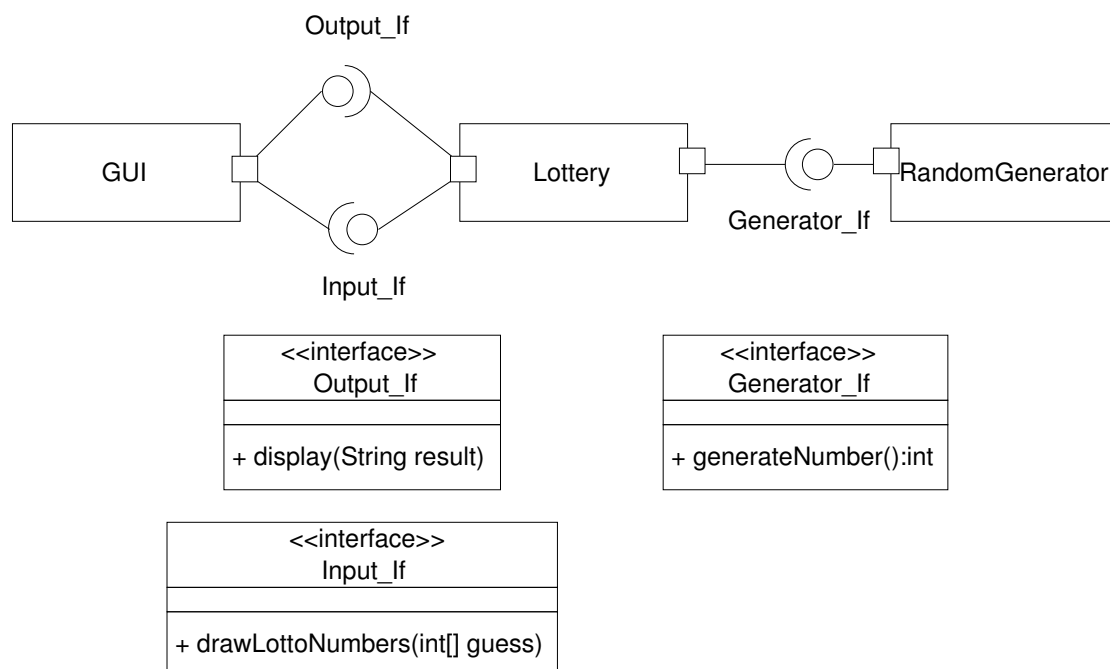 Output_If
GUI
Lottery
RandomGenerator
Generator_If
Input_If
<<interface>>
Output_If
+ display(String result)
<<interface>>
Generator_If
+ generateNumber():int
<<interface>>
Input_If
+ drawLottoNumbers(int[] guess)